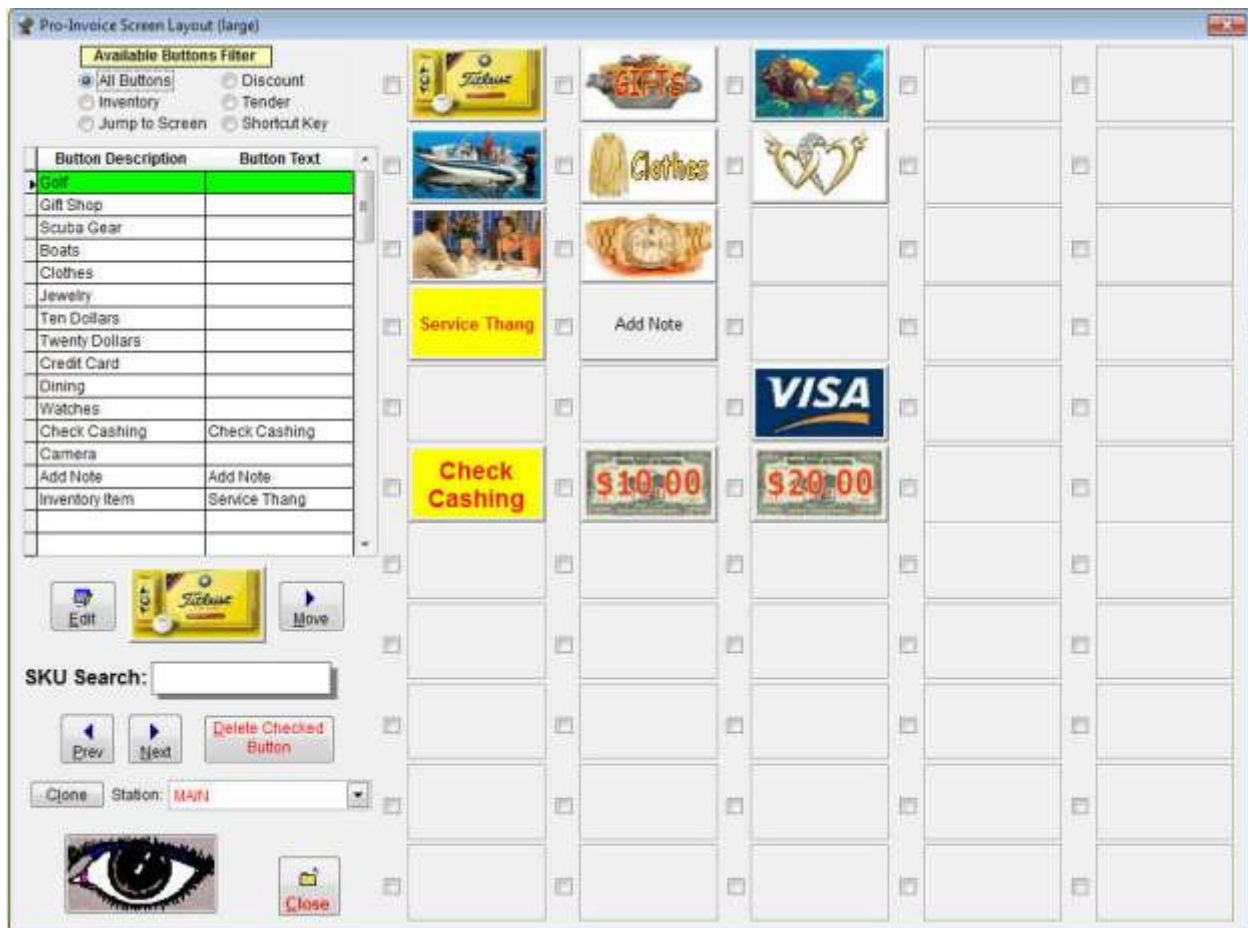 Pro-Invoice Screen Layout (large)
Available Buttons Filter
All Buttons Discount
Inventory Tender
Jump to Screen Shortcut Key
Button Description Button Text
Golf
Gift Shop
Scuba Gear
Boats
Clothes
Jewelry
Ten Dollars
Twenty Dollars
Credit Card
Dining
Watches
Check Cashing Check Cashing
Camera
Add Note Add Note
Inventory Item Service Thang
Edit
Titleist
Move
SKU Search:
Prev
Next
Delete Checked
Button
Clone Station: MAIN
Close
Titleist
GIFTS
Clothes
Service Thang
Add Note
VISA
Check
Cashing
$10.00
$20.00